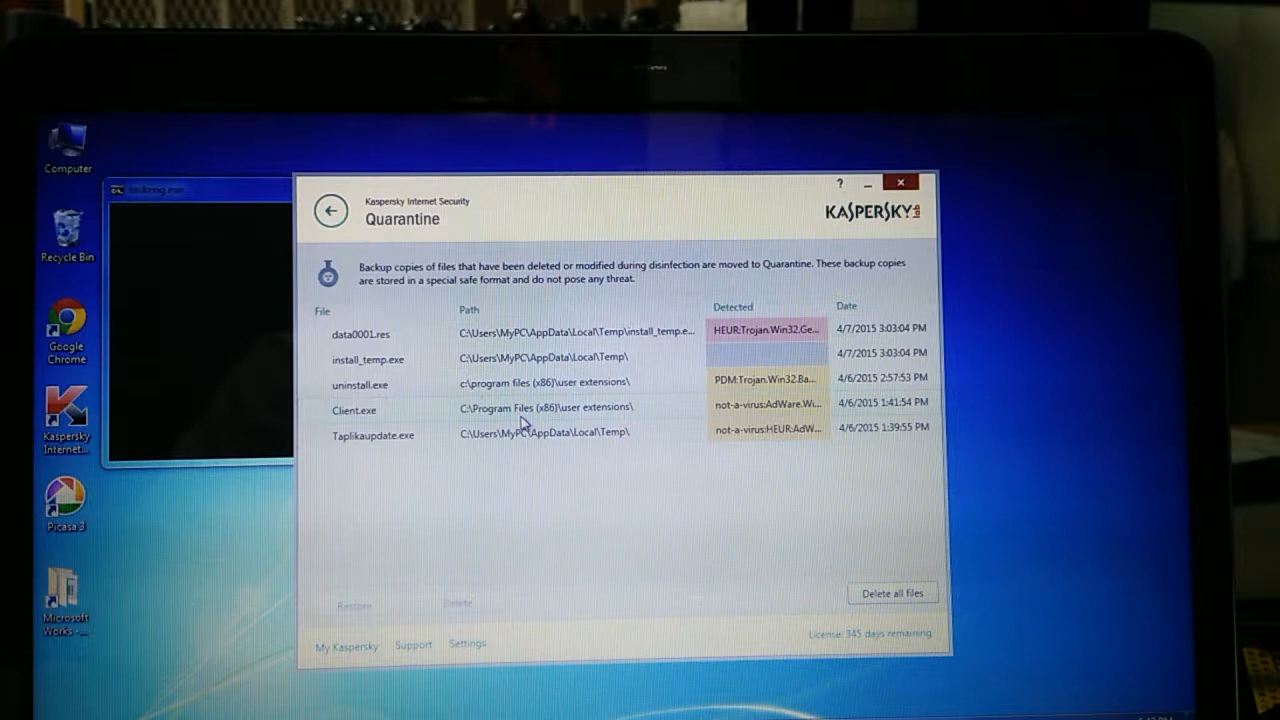 Computer
Recycle Bin
Google
Chrome
Kaspersky
Internet...
Picasa 3
Microsoft
Works -...
taskeng.exe
Kaspersky Internet Security
Quarantine
?
KASPERSKY lab
Backup copies of files that have been deleted or modified during disinfection are moved to Quarantine. These backup copies
are stored in a special safe format and do not pose any threat.
File Path Detected Date
data0001.res C:\Users\MyPC\AppData\Local\Temp\install_temp.e... HEUR:Trojan.Win32.Ge... 4/7/2015 3:03:04 PM
install_temp.exe C:\Users\MyPC\AppData\Local\Temp\ 4/7/2015 3:03:04 PM
uninstall.exe c:\program files (x86)\user extensions\ PDM:Trojan.Win32.Ba... 4/6/2015 2:57:53 PM
Client.exe C:\Program Files (x86)\user extensions\ not-a-virus:AdWare.Wi... 4/6/2015 1:41:54 PM
Taplikaupdate.exe C:\Users\MyPC\AppData\Local\Temp\ not-a-virus:HEUR:AdW... 4/6/2015 1:39:55 PM
Restore Delete Delete all files
My Kaspersky Support Settings License: 345 days remaining